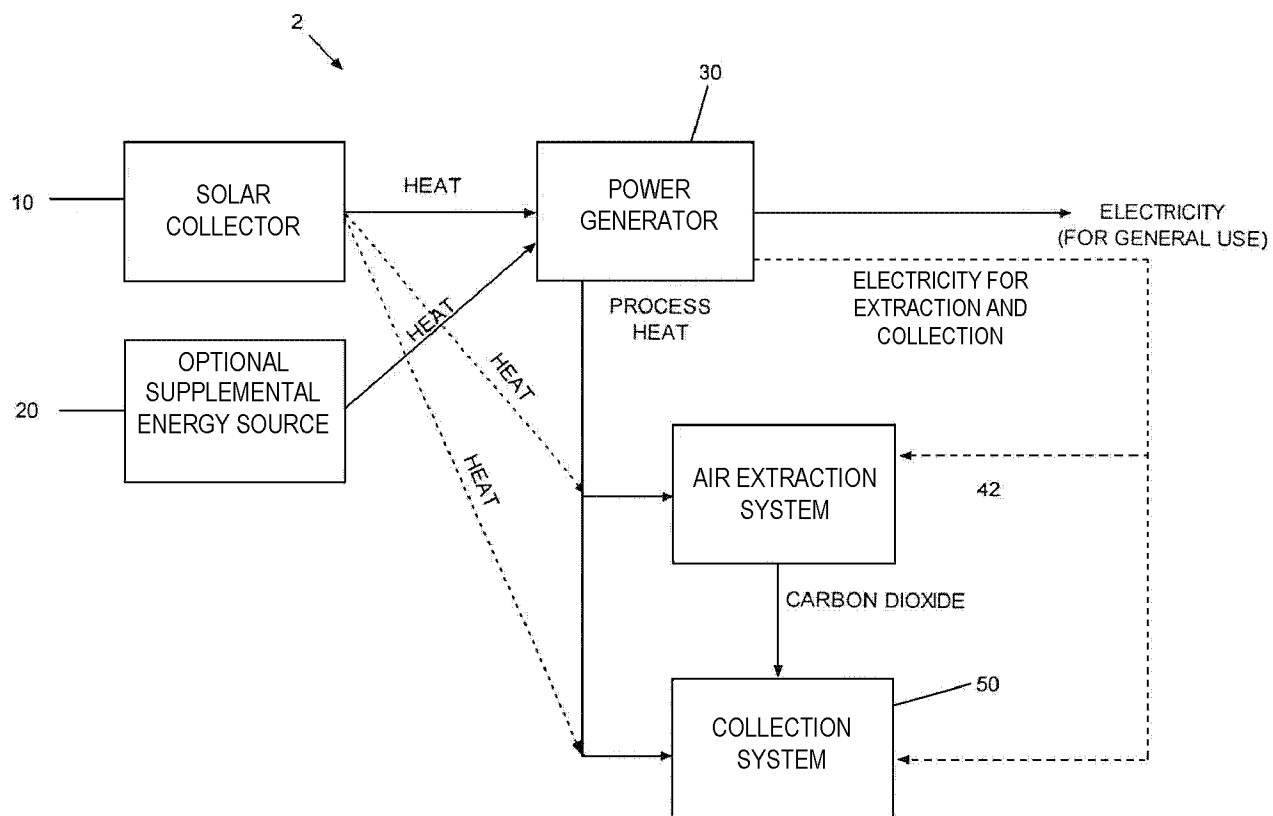 2
30
10
SOLAR
COLLECTOR
HEAT
POWER
GENERATOR
ELECTRICITY
(FOR GENERAL USE)
PROCESS
HEAT
ELECTRICITY FOR
EXTRACTION AND
COLLECTION
HEAT
20
OPTIONAL
SUPPLEMENTAL
ENERGY SOURCE
HEAT
HEAT
AIR EXTRACTION
SYSTEM
42
CARBON DIOXIDE
50
COLLECTION
SYSTEM